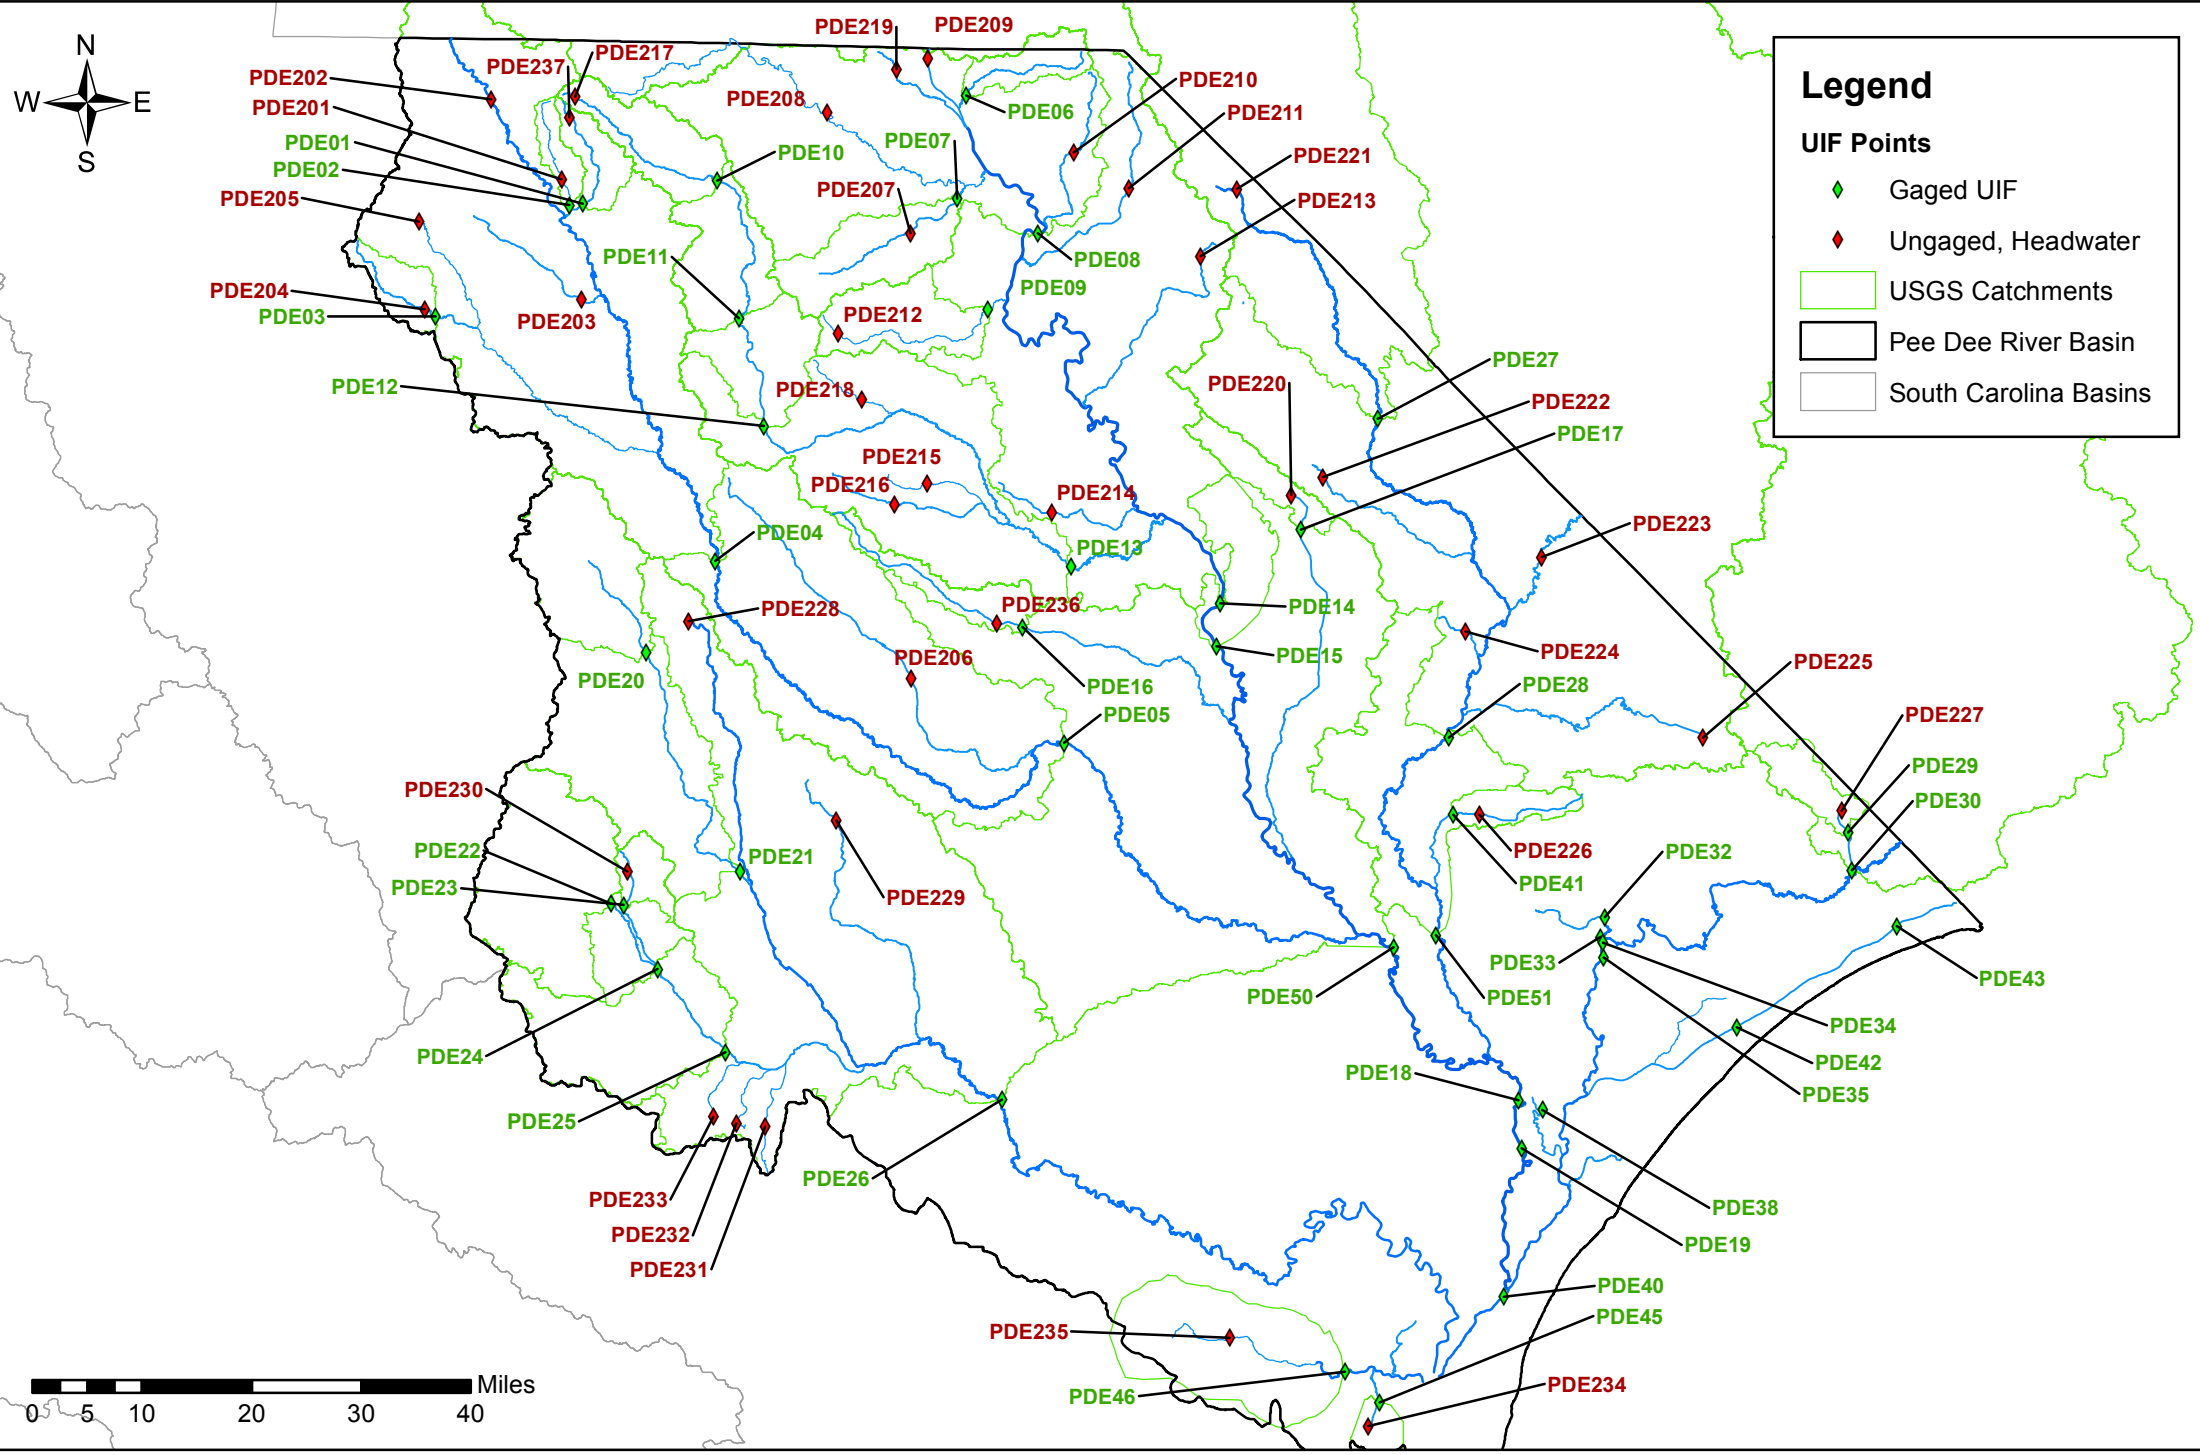 PDE219
PDE209
N
W
E
S
PDE217
PDE237
PDE202
PDE201
PDE208
PDE210
PDE06
PDE211
PDE01
PDE07
PDE10
PDE02
PDE221
PDE205
PDE207
PDE213
PDE11
PDE08
PDE09
PDE204
PDE03
PDE203
PDE212
PDE27
PDE12
PDE218
PDE220
PDE222
PDE17
PDE215
PDE216
PDE214
PDE223
PDE04
PDE13
PDE228
PDE236
PDE14
PDE224
PDE15
PDE206
PDE225
PDE20
PDE16
PDE28
PDE05
PDE227
PDE29
PDE230
PDE30
PDE22
PDE21
PDE226
PDE32
PDE23
PDE229
PDE41
PDE33
PDE43
PDE50
PDE51
PDE34
PDE24
PDE42
PDE18
PDE35
PDE25
PDE26
PDE233
PDE38
PDE232
PDE19
PDE231
PDE40
PDE45
PDE235
PDE46
PDE234
Legend
UIF Points
Gaged UIF
Ungaged, Headwater
USGS Catchments
Pee Dee River Basin
South Carolina Basins
Miles
0 5 10 20 30 40